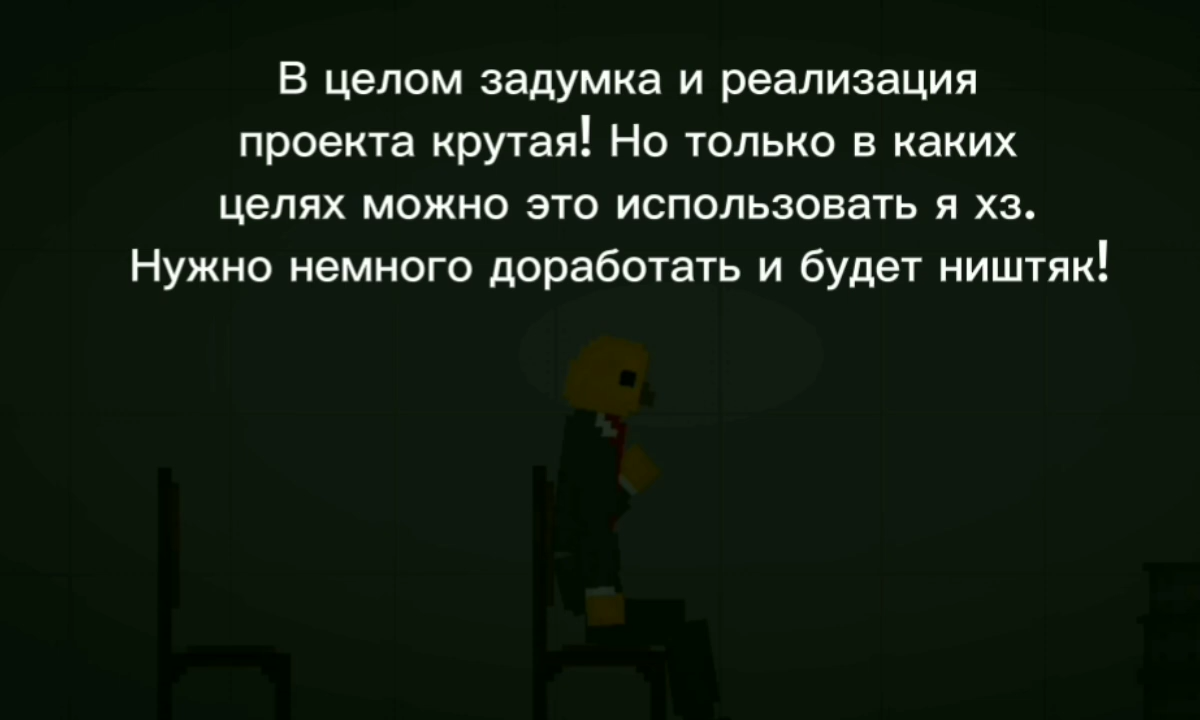 В целом задумка и реализация
проекта крутая! Но только в каких
целях можно это использовать я хз.
Нужно немного доработать и будет ништяк!